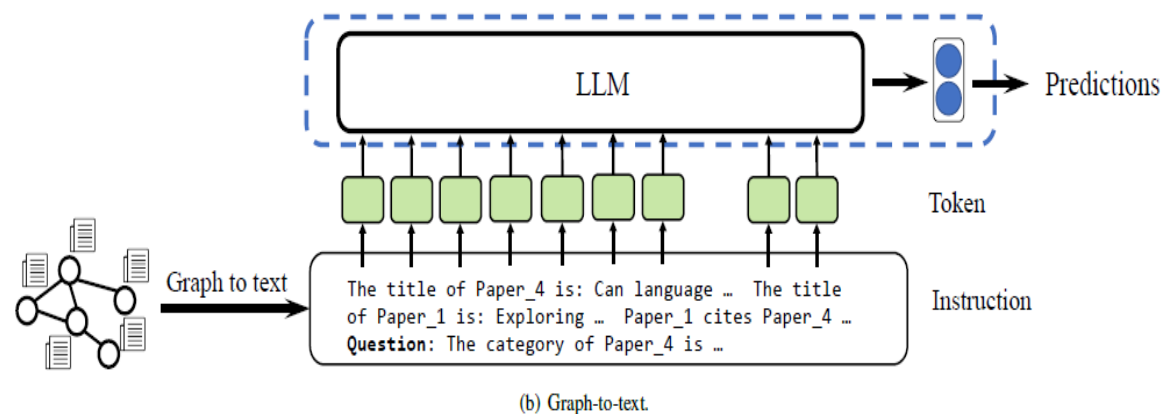 LLM
Predictions
Token
Graph to text
The title of Paper_4 is: Can language … The title
of Paper_1 is: Exploring … Paper_1 cites Paper_4 …
Question: The category of Paper_4 is …
Instruction
(b) Graph-to-text.